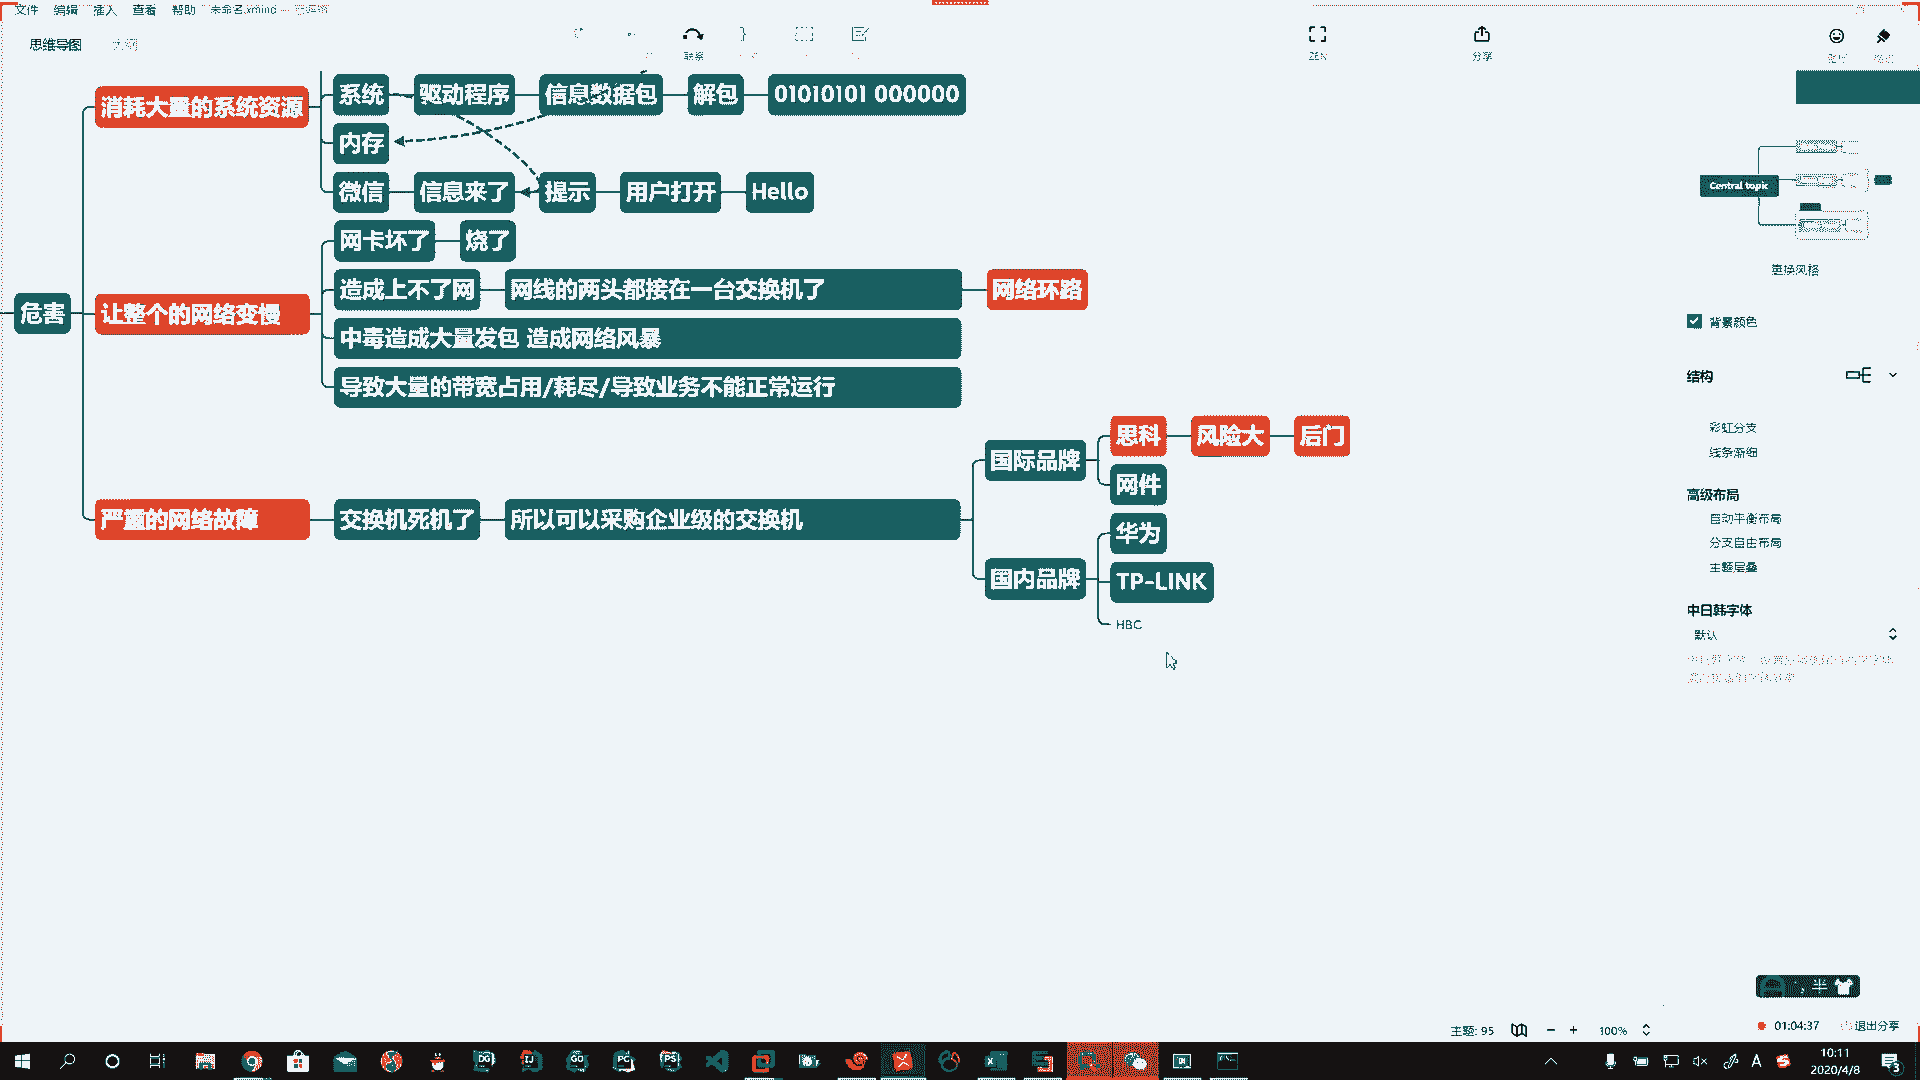 文件 编辑 插入 查看 帮助 未命名.xmind
思维导图 大纲
联系
ZEN
分享
消耗大量的系统资源
系统 驱动程序 信息数据包 解包 01010101 000000
内存
微信 信息来了 提示 用户打开 Hello
危害
让整个的网络变慢
网卡坏了 烧了
造成上不了网 网线的两头都接在一台交换机了 网络环路
中毒造成大量发包 造成网络风暴
导致大量的带宽占用/耗尽/导致业务不能正常运行
严重的网络故障 交换机死机了 所以可以采购企业级的交换机
国际品牌
思科 风险大 后门
网件
国内品牌
华为
TP-LINK
HBC
Central topic
更换风格
背景颜色
结构
彩虹分支
线条渐细
高级布局
自动平衡布局
分支自由布局
主题层叠
中日韩字体
默认
半
主题: 95
100%
01:04:37 退出分享
DG IJ GO PC PS
A
10:11
2020/4/8
3